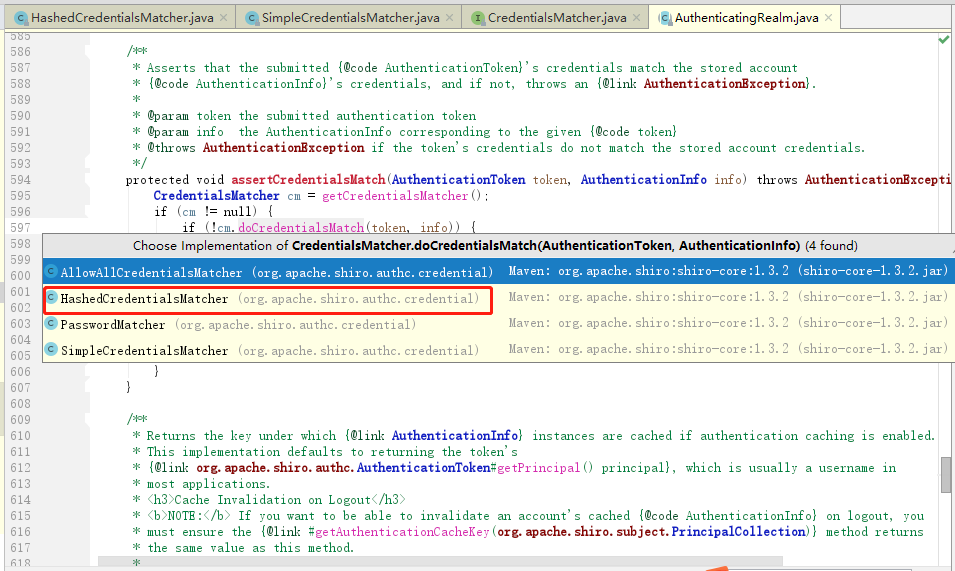 HashedCredentialsMatcher.java × SimpleCredentialsMatcher.java × CredentialsMatcher.java × AuthenticatingRealm.java ×
585
586 /**
587 * Asserts that the submitted {@code AuthenticationToken}'s credentials match the stored account
588 * {@code AuthenticationInfo}'s credentials, and if not, throws an {@link AuthenticationException}.
589 *
590 * @param token the submitted authentication token
591 * @param info  the AuthenticationInfo corresponding to the given {@code token}
592 * @throws AuthenticationException if the token's credentials do not match the stored account credentials.
593 */
594 protected void assertCredentialsMatch(AuthenticationToken token, AuthenticationInfo info) throws AuthenticationExcepti
595 CredentialsMatcher cm = getCredentialsMatcher();
596 if (cm != null) {
597 if (!cm.doCredentialsMatch(token, info)) {
598 Choose Implementation of CredentialsMatcher.doCredentialsMatch(AuthenticationToken, AuthenticationInfo) (4 found)
599
600 AllowAllCredentialsMatcher (org.apache.shiro.authc.credential) Maven: org.apache.shiro:shiro-core:1.3.2 (shiro-core-1.3.2.jar)
601 HashedCredentialsMatcher (org.apache.shiro.authc.credential) Maven: org.apache.shiro:shiro-core:1.3.2 (shiro-core-1.3.2.jar)
602
603 PasswordMatcher (org.apache.shiro.authc.credential) Maven: org.apache.shiro:shiro-core:1.3.2 (shiro-core-1.3.2.jar)
604
605 SimpleCredentialsMatcher (org.apache.shiro.authc.credential) Maven: org.apache.shiro:shiro-core:1.3.2 (shiro-core-1.3.2.jar)
606 }
607 }
608
609 /**
610 * Returns the key under which {@link AuthenticationInfo} instances are cached if authentication caching is enabled.
611 * This implementation defaults to returning the token's
612 * {@link org.apache.shiro.authc.AuthenticationToken#getPrincipal() principal}, which is usually a username in
613 * most applications.
614 * <h3>Cache Invalidation on Logout</h3>
615 * <b>NOTE:</b> If you want to be able to invalidate an account's cached {@code AuthenticationInfo} on logout, you
616 * must ensure the {@link #getAuthenticationCacheKey(org.apache.shiro.subject.PrincipalCollection)} method returns
617 * the same value as this method.
618 *